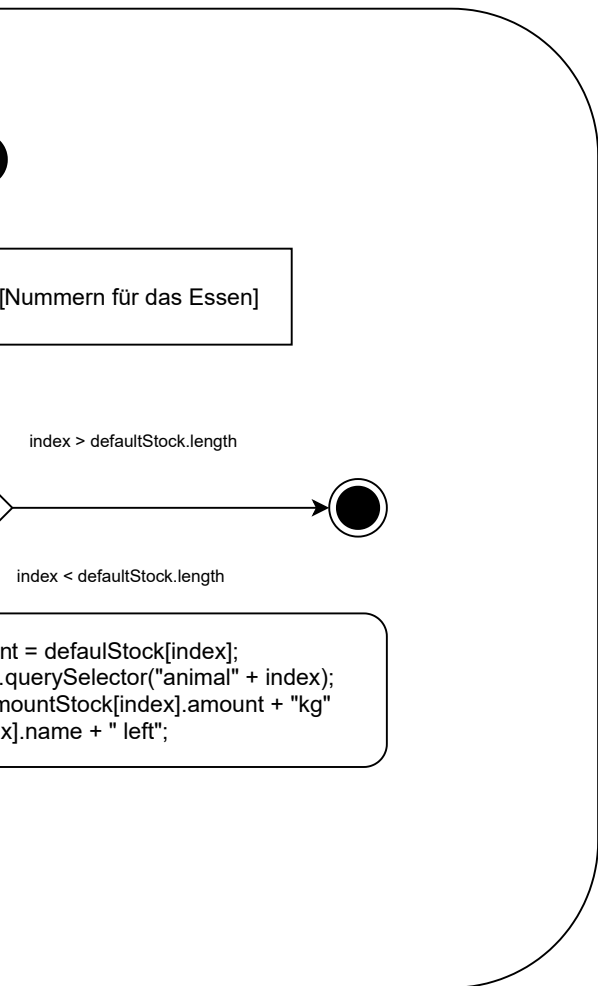 [Nummern für das Essen]
index > defaultStock.length
index < defaultStock.length
nt = defaulStock[index];
.querySelector("animal" + index);
mountStock[index].amount + "kg"
x].name + " left";